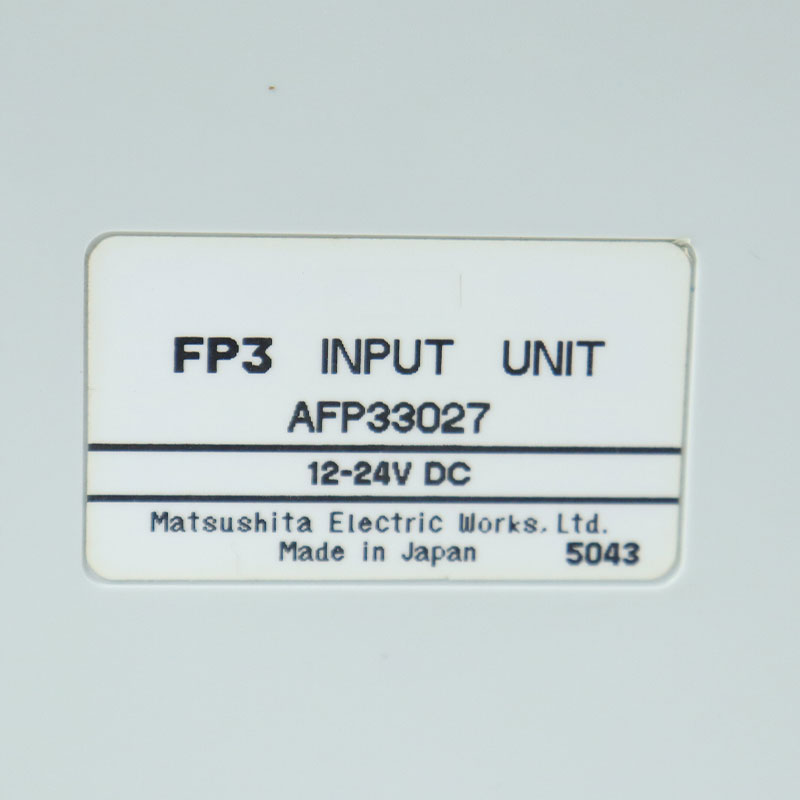 FP3 INPUT UNIT
AFP33027
12-24V DC
Matsushita Electric Works, Ltd.
Made in Japan 5043